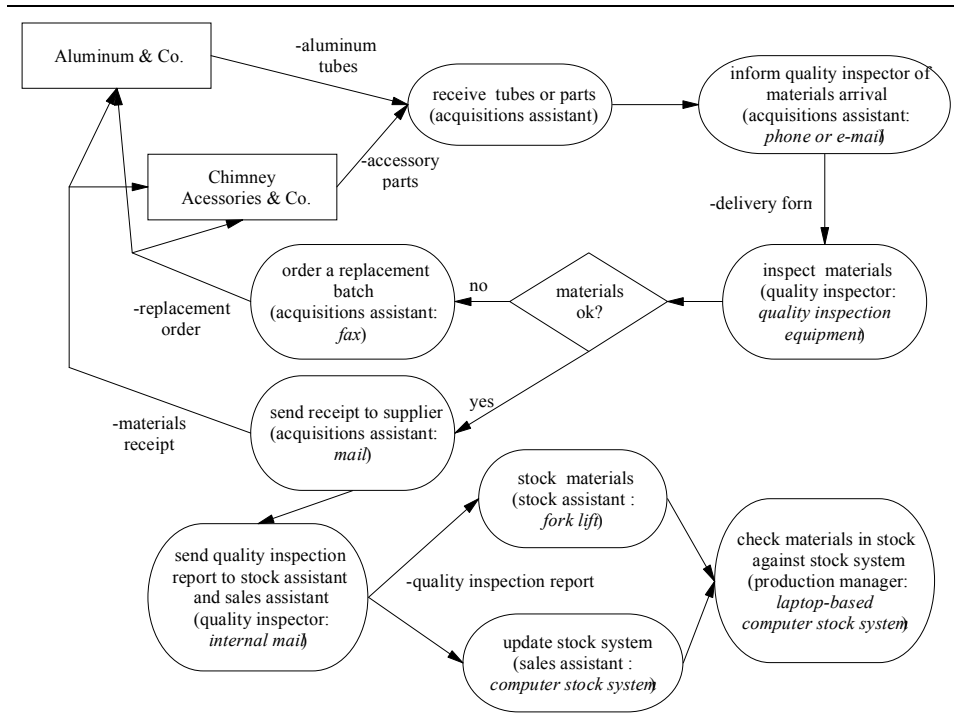 Aluminum & Co.
-aluminum
tubes
receive tubes or parts
(acquisitions assistant)
inform quality inspector of
materials arrival
(acquisitions assistant:
phone or e-mail)
Chimney
Acessories & Co.
-accessory
parts
-delivery forn
order a replacement
batch
(acquisitions assistant:
fax)
no
materials
ok?
inspect materials
(quality inspector:
quality inspection
equipment)
-replacement
order
yes
-materials
receipt
send receipt to supplier
(acquisitions assistant:
mail)
stock materials
(stock assistant :
fork lift)
send quality inspection
report to stock assistant
and sales assistant
(quality inspector:
internal mail)
-quality inspection report
check materials in stock
against stock system
(production manager:
laptop-based
computer stock system)
update stock system
(sales assistant :
computer stock system)